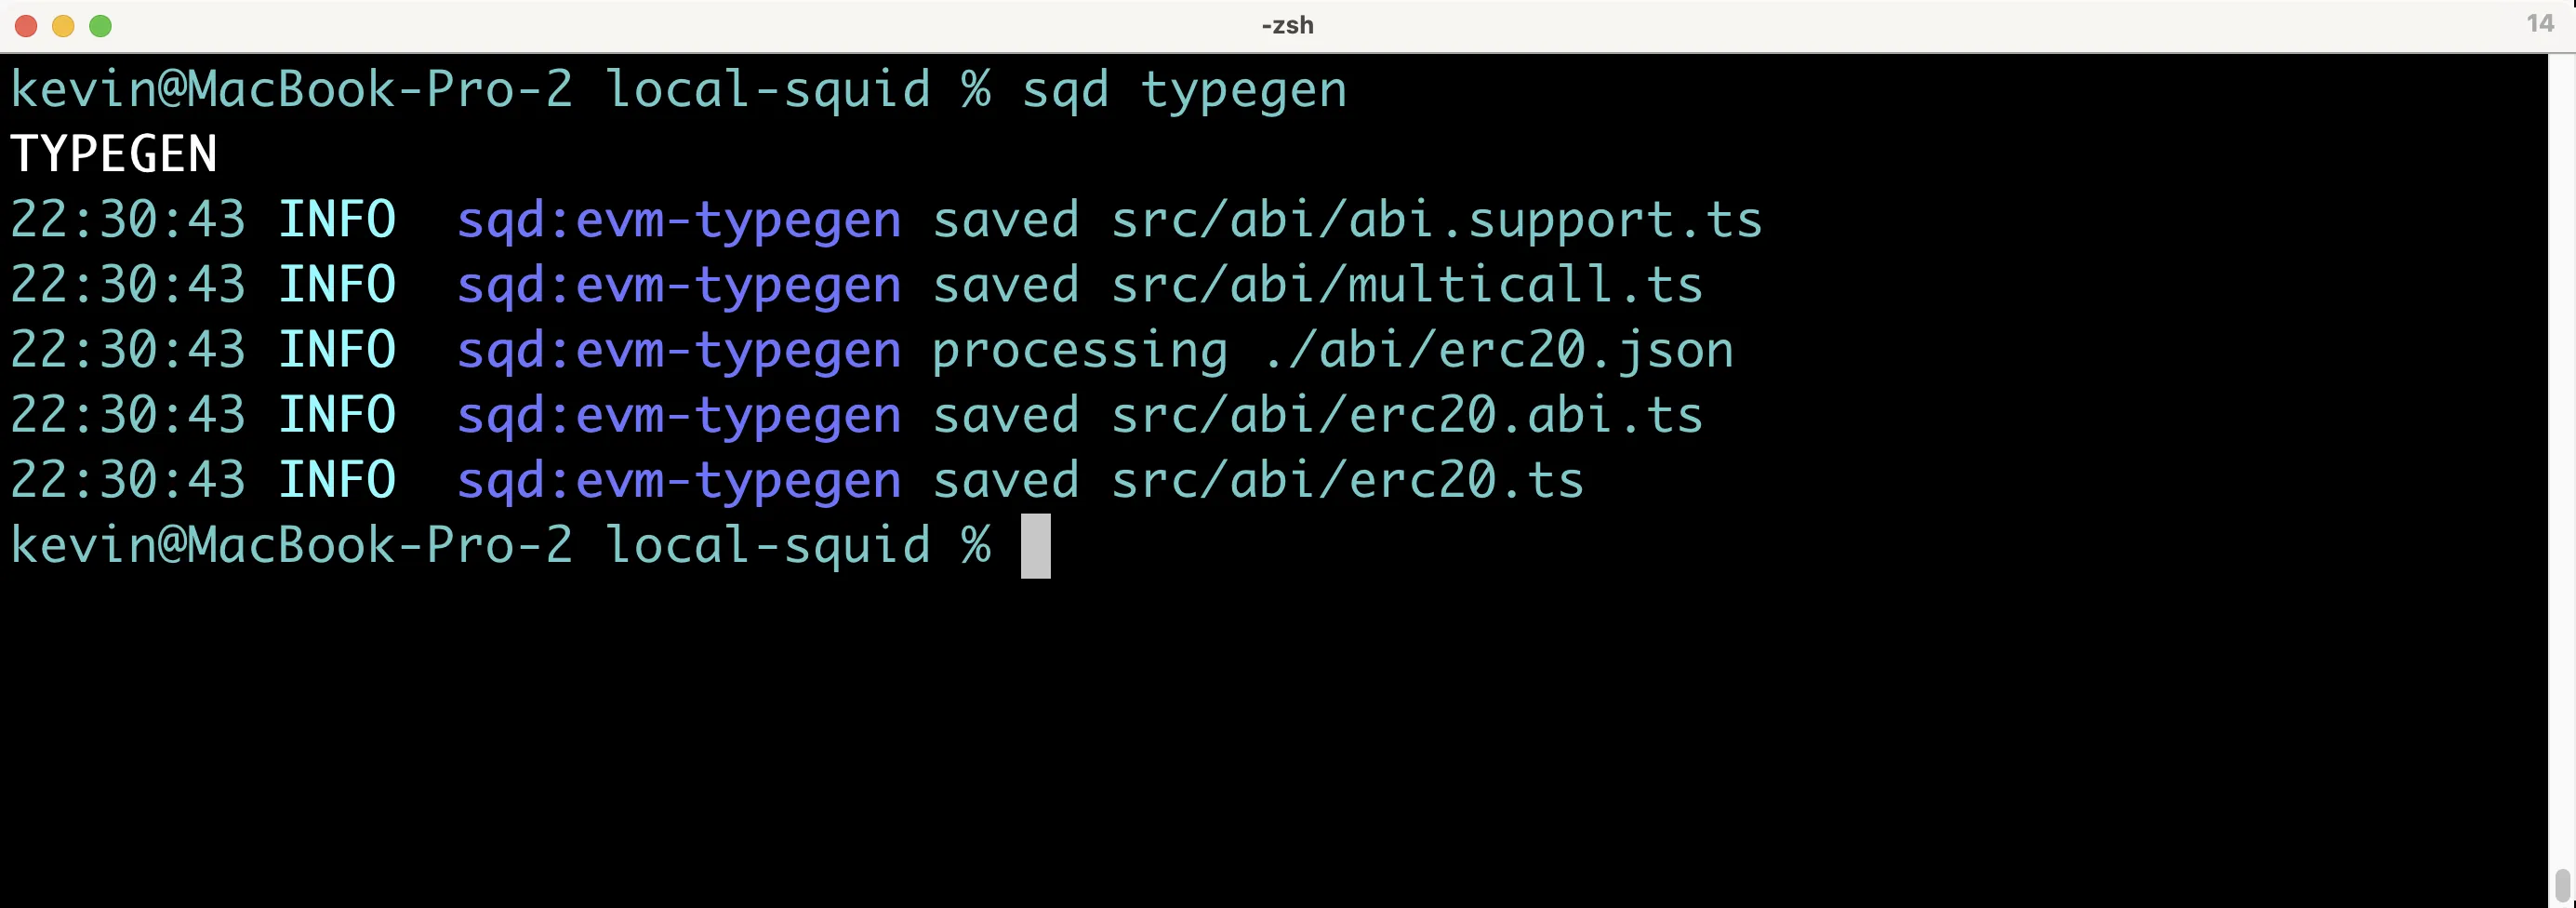 -zsh
14
kevin@MacBook-Pro-2 local-squid % sqd typegen
TYPEGEN
22:30:43 INFO  sqd:evm-typegen saved src/abi/abi.support.ts
22:30:43 INFO  sqd:evm-typegen saved src/abi/multicall.ts
22:30:43 INFO  sqd:evm-typegen processing ./abi/erc20.json
22:30:43 INFO  sqd:evm-typegen saved src/abi/erc20.abi.ts
22:30:43 INFO  sqd:evm-typegen saved src/abi/erc20.ts
kevin@MacBook-Pro-2 local-squid %